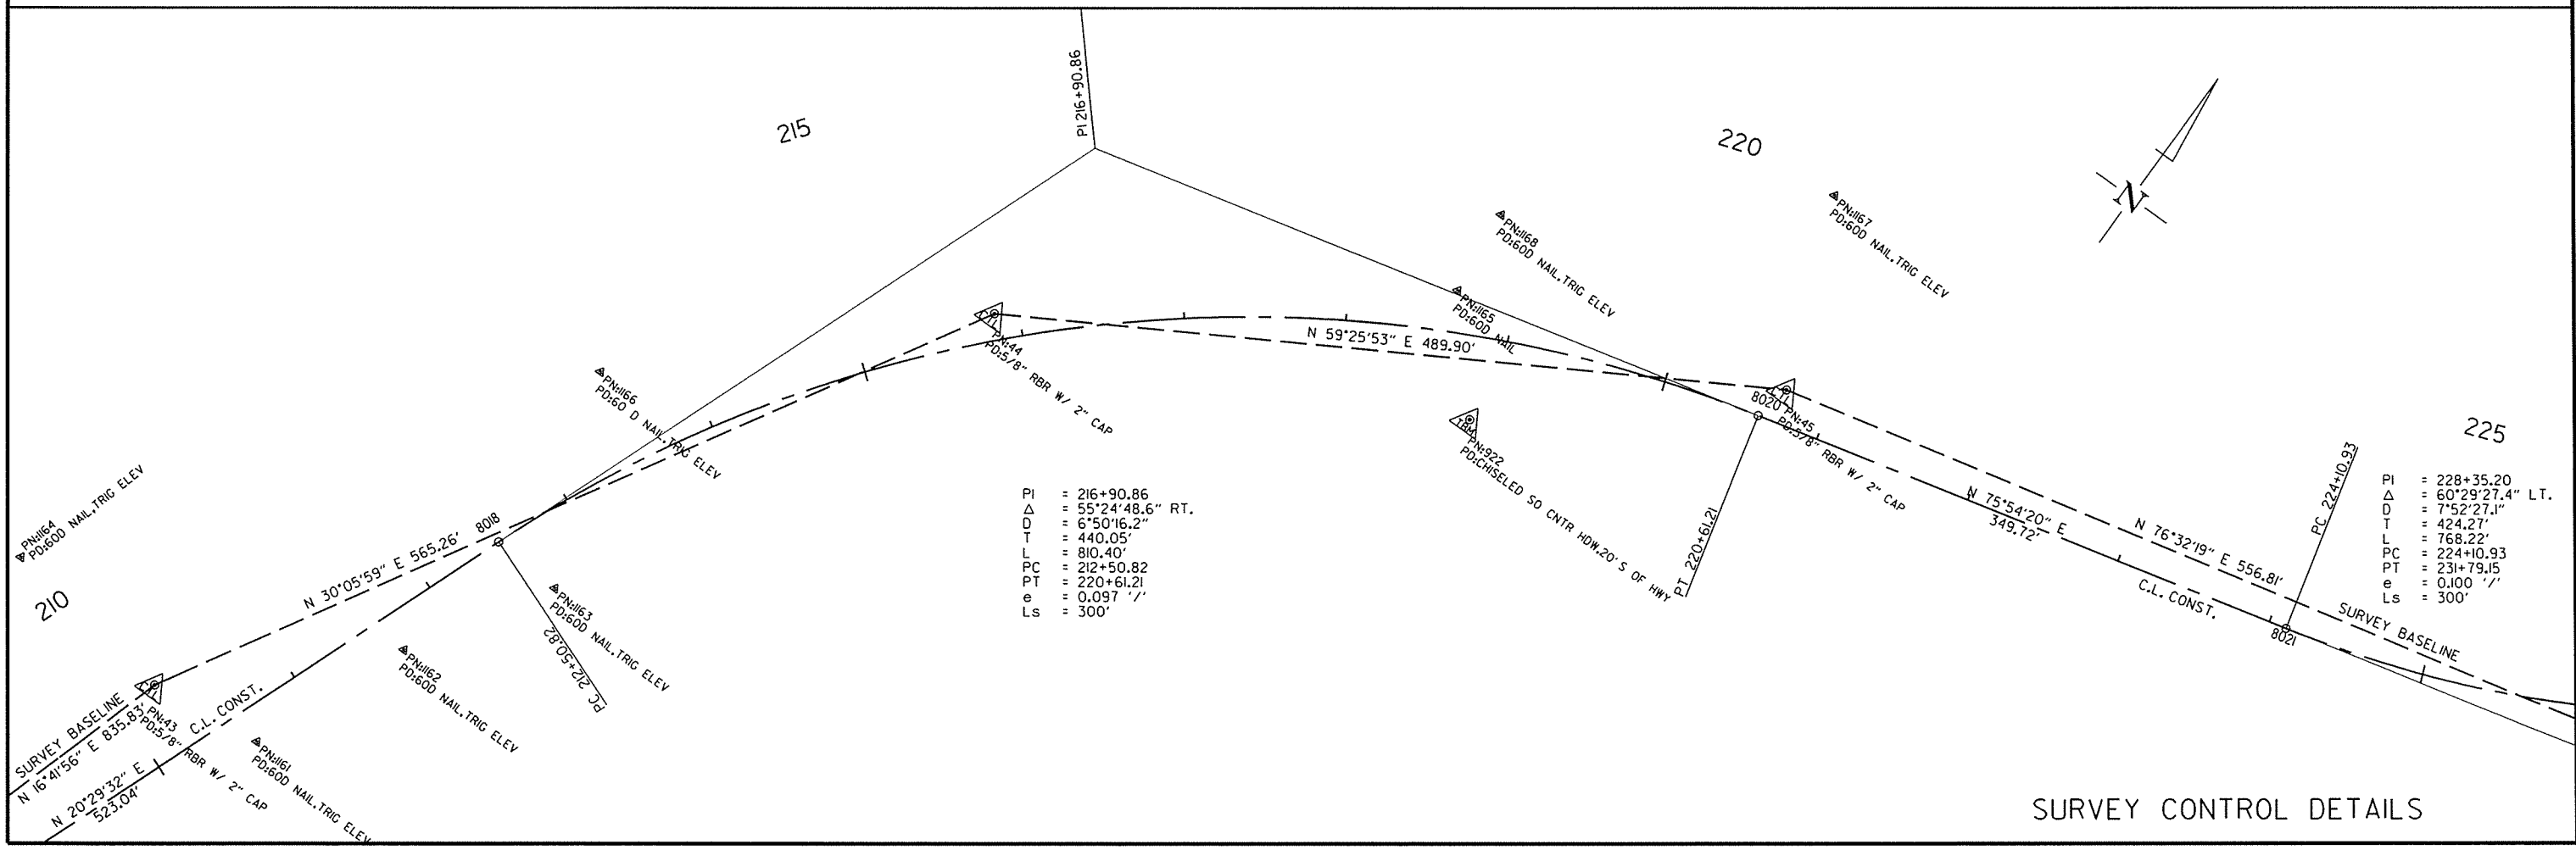 PI 216+90.86
215
220
N
PN:1167
PD:60D NAIL,TRIG ELEV
PN:1168
PD:60D NAIL,TRIG ELEV
PN:1165
PD:60D NAIL
N 59°25'53" E 489.90'
CTL
PN:44
PD:5/8" RBR W/ 2" CAP
PN:1166
PD:60 D NAIL,TRIG ELEV
8020
CTL
PN:45
PD:5/8" RBR W/ 2" CAP
TBM
PN:922
PD:CHISELED SO CNTR HDW.20'S OF HWY
PT 220+61.21
225
PC 224+10.93
N 75°54'20" E
349.72'
N 76°32'19" E 556.81'
C.L. CONST.
SURVEY BASELINE
8021
PI = 228+35.20
Δ = 60°29'27.4" LT.
D = 7°52'27.1"
T = 424.27'
L = 768.22'
PC = 224+10.93
PT = 231+79.15
e = 0.100 '/'
Ls = 300'
PI = 216+90.86
Δ = 55°24'48.6" RT.
D = 6°50'16.2"
T = 440.05'
L = 810.40'
PC = 212+50.82
PT = 220+61.21
e = 0.097 '/'
Ls = 300'
PN:1164
PD:60D NAIL,TRIG ELEV
210
N 30°05'59" E 565.26'
8018
PN:1163
PD:60D NAIL,TRIG ELEV
PC 212+50.82
PN:1162
PD:60D NAIL,TRIG ELEV
PN:1161
PD:60D NAIL,TRIG ELEV
CTL
PN:43
PD:5/8" RBR W/ 2" CAP
SURVEY BASELINE
N 16°41'56" E 835.83'
C.L. CONST.
N 20°29'32" E
523.04'
SURVEY CONTROL DETAILS